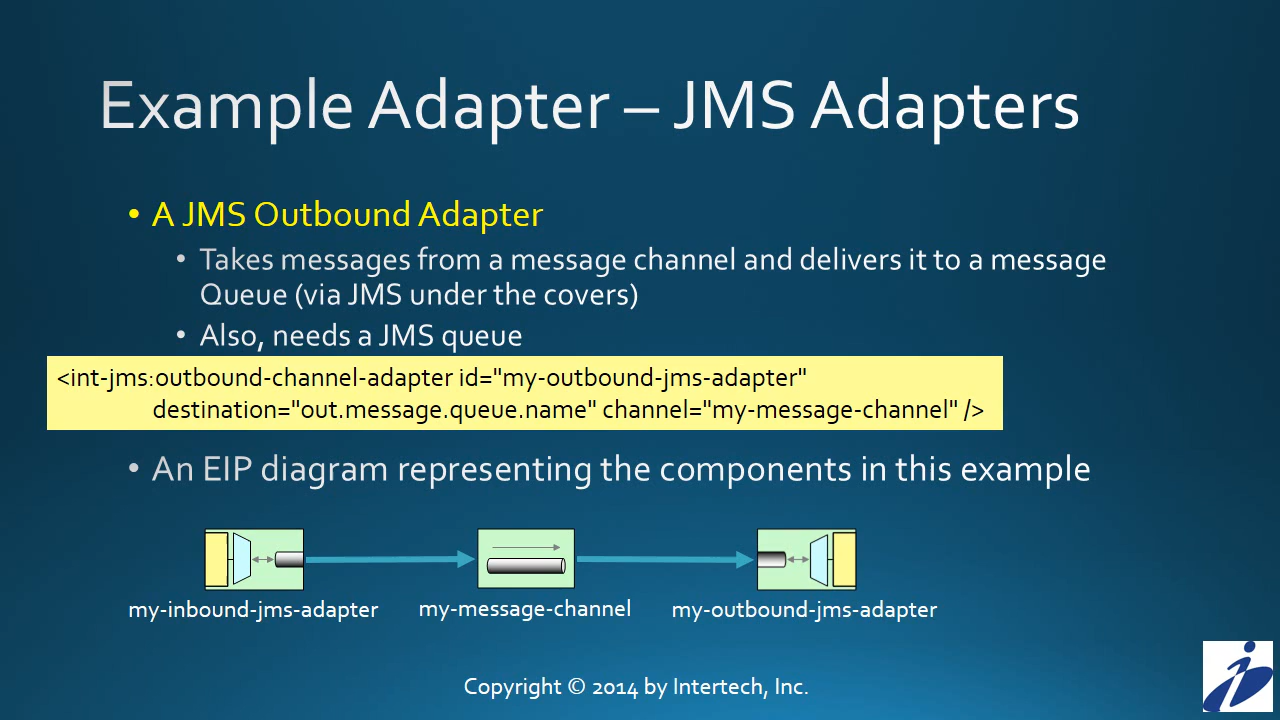 Example Adapter – JMS Adapters
• A JMS Outbound Adapter
• Takes messages from a message channel and delivers it to a message
Queue (via JMS under the covers)
• Also, needs a JMS queue
<int-jms:outbound-channel-adapter id="my-outbound-jms-adapter"
destination="out.message.queue.name" channel="my-message-channel" />
• An EIP diagram representing the components in this example
my-inbound-jms-adapter
my-message-channel
my-outbound-jms-adapter
Copyright © 2014 by Intertech, Inc.